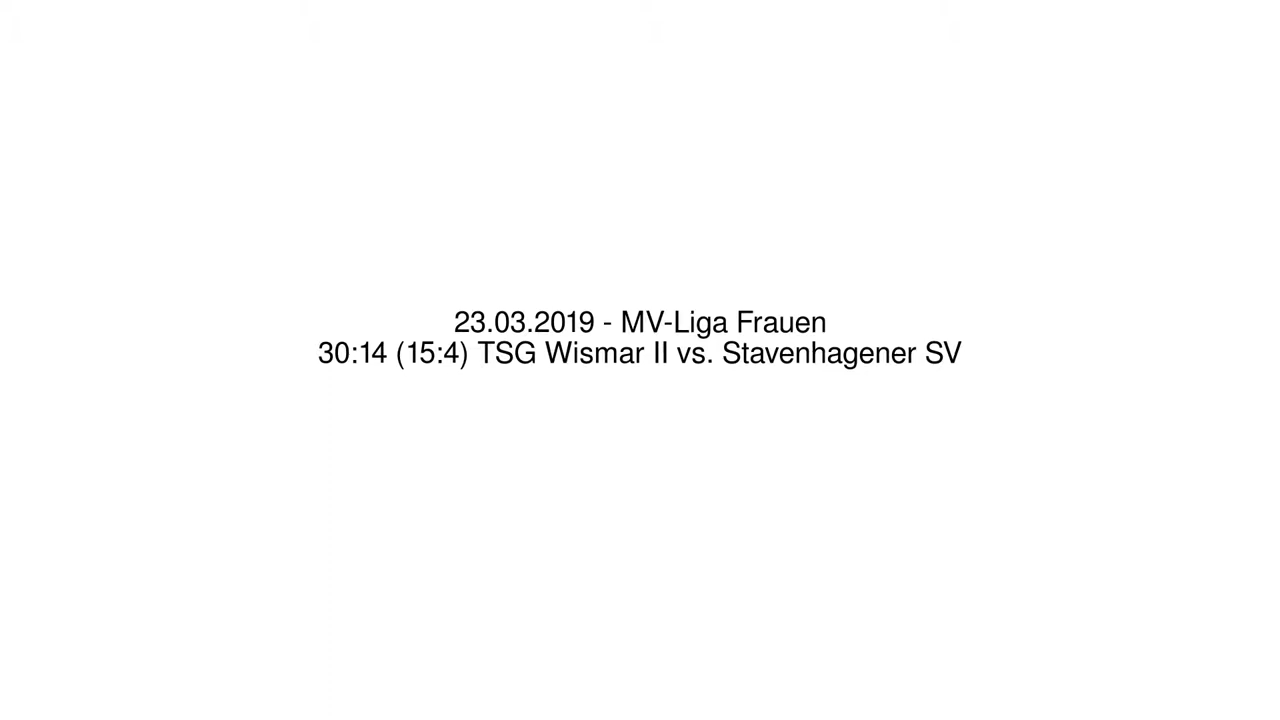 23.03.2019 - MV-Liga Frauen
30:14 (15:4) TSG Wismar II vs. Stavenhagener SV